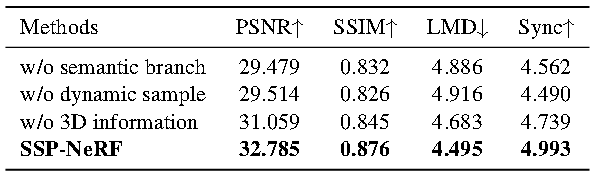 Methods PSNR↑ SSIM↑ LMD↓ Sync↑
w/o semantic branch 29.479 0.832 4.886 4.562
w/o dynamic sample 29.514 0.826 4.916 4.490
w/o 3D information 31.059 0.845 4.683 4.739
SSP-NeRF 32.785 0.876 4.495 4.993